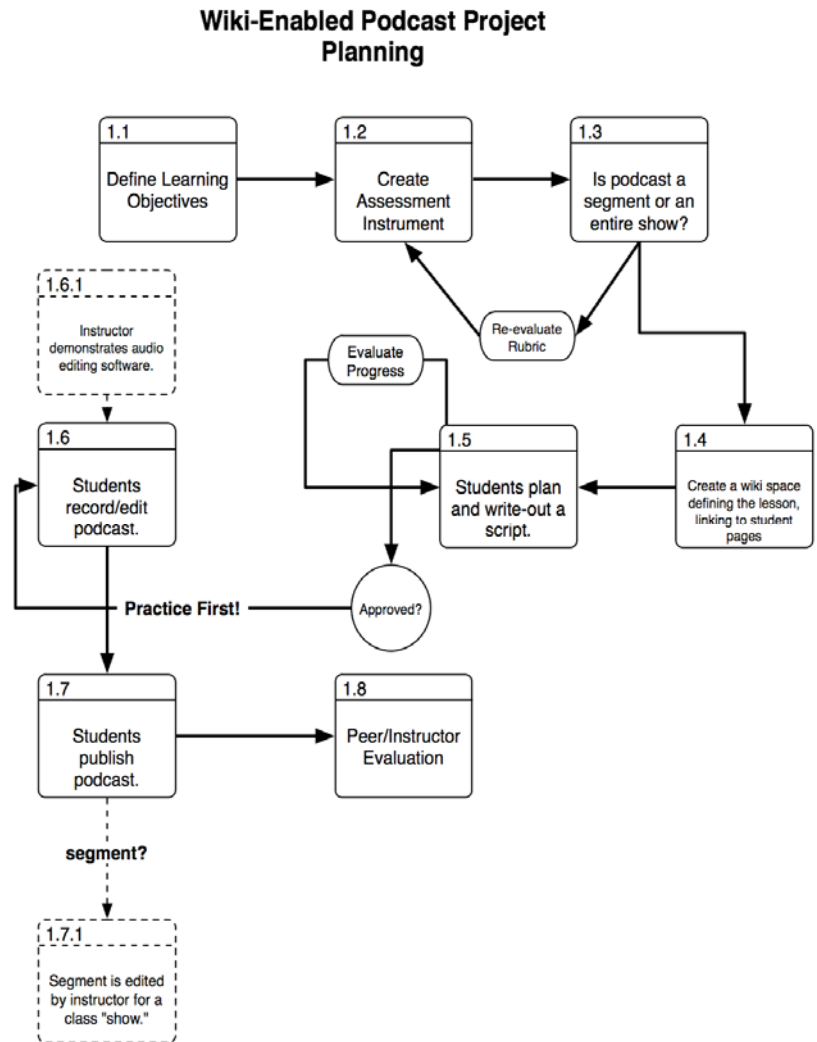 Wiki-Enabled Podcast Project
Planning
1.1
Define Learning
Objectives
1.2
Create
Assessment
Instrument
1.3
Is podcast a
segment or an
entire show?
1.6.1
Instructor
demonstrates audio
editing software.
Re-evaluate
Rubric
Evaluate
Progress
1.6
Students
record/edit
podcast.
1.5
Students plan
and write-out a
script.
1.4
Create a wiki space
defining the lesson,
linking to student
pages
Practice First!
Approved?
1.7
Students
publish
podcast.
1.8
Peer/Instructor
Evaluation
segment?
1.7.1
Segment is edited
by instructor for a
class "show."